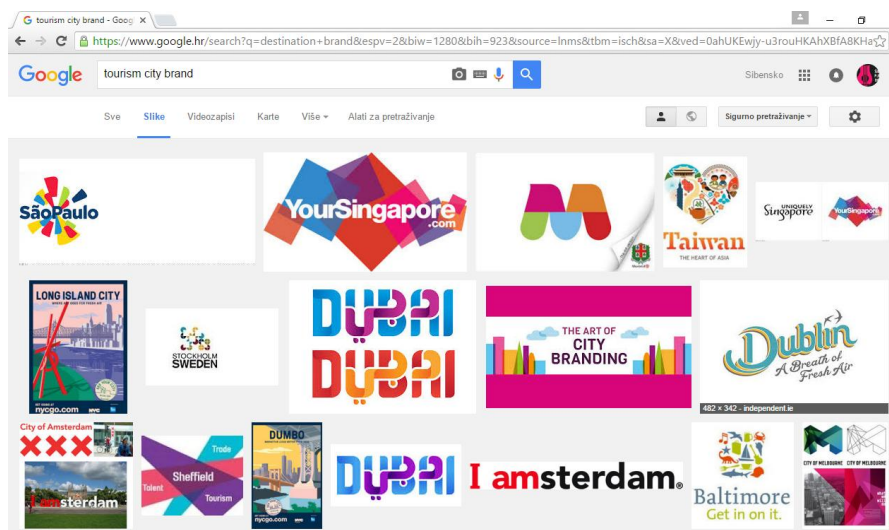 tourism city brand - Goog
https://www.google.hr/search?q=destination+brand&espv=2&biw=1280&bih=923&source=lnms&tbm=isch&sa=X&ved=0ahUKEwjy-u3rouHKAhXBfA8KHa
Google
tourism city brand
Sibensko
Sve Slike Videozapisi Karte Više Alati za pretraživanje
Sigurno pretraživanje
SãoPaulo
YourSingapore
.com
Taiwan
THE HEART OF ASIA
UNIQUELY
Singapore
YourSingapore
LONG ISLAND CITY
nycgo.com nyc
STOCKHOLM
SWEDEN
DUBAI
DUBAI
THE ART OF
CITY
BRANDING
Dublin
A Breath of
Fresh Air
482 × 342 - independent.ie
City of Amsterdam
XXX
I amsterdam
Trade
Sheffield
Talent
Tourism
DUMBO
nycgo.com
DUBAI
I amsterdam.
Baltimore
Get in on it.
CITY OF MELBOURNE CITY OF MELBOURNE